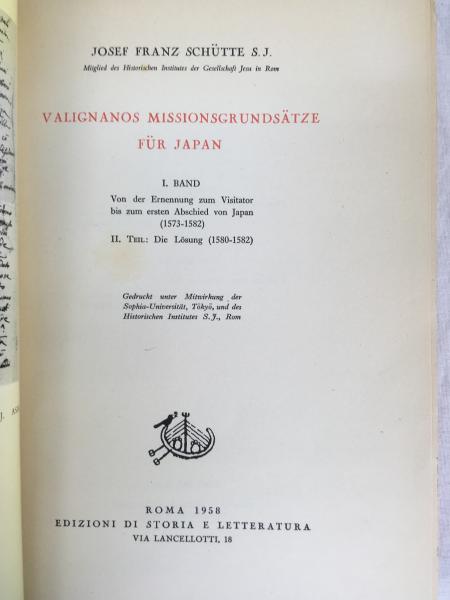 JOSEF FRANZ SCHÜTTE S. J.
Mitglied des Historischen Institutes der Gesellschaft Jesu in Rom
VALIGNANOS MISSIONSGRUNDSÄTZE
FÜR JAPAN
I. BAND
Von der Ernennung zum Visitator
bis zum ersten Abschied von Japan
(1573-1582)
II. TEIL: Die Lösung (1580-1582)
Gedruckt unter Mitwirkung der
Sophia-Universität, Tōkyō, und des
Historischen Institutes S. J., Rom
ROMA 1958
EDIZIONI DI STORIA E LETTERATURA
VIA LANCELLOTTI, 18